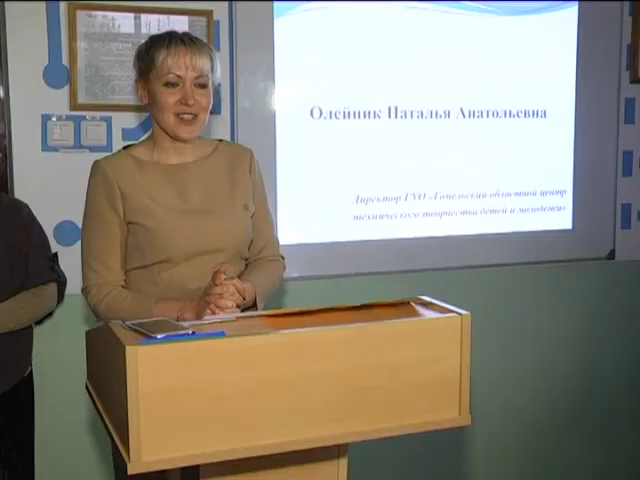 Олейник Наталья Анатольевна
Директор ГУО «Гомельский областной центр
технического творчества детей и молодежи»